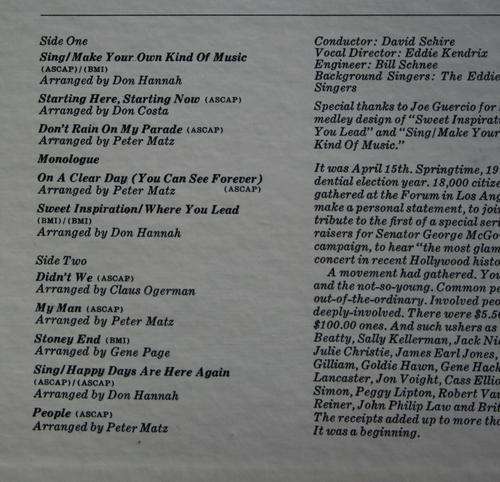 Side One
Sing/Make Your Own Kind Of Music
(ASCAP)/(BMI)
Arranged by Don Hannah
Starting Here, Starting Now (ASCAP)
Arranged by Don Costa
Don't Rain On My Parade (ASCAP)
Arranged by Peter Matz
Monologue
On A Clear Day (You Can See Forever)
Arranged by Peter Matz (ASCAP)
Sweet Inspiration/Where You Lead
(BMI)/(BMI)
Arranged by Don Hannah
Side Two
Didn't We (ASCAP)
Arranged by Claus Ogerman
My Man (ASCAP)
Arranged by Peter Matz
Stoney End (BMI)
Arranged by Gene Page
Sing/Happy Days Are Here Again
(ASCAP)/(ASCAP)
Arranged by Don Hannah
People (ASCAP)
Arranged by Peter Matz
Conductor: David Schire
Vocal Director: Eddie Kendrix
Engineer: Bill Schnee
Background Singers: The Eddie
Singers
Special thanks to Joe Guercio for
medley design of "Sweet Inspirat
You Lead" and "Sing/Make Your
Kind Of Music."
It was April 15th. Springtime, 19
dential election year. 18,000 citize
gathered at the Forum in Los Ang
make a personal statement, to join
tribute to the first of a special seri
raisers for Senator George McGo
campaign, to hear "the most glam
concert in recent Hollywood histo
A movement had gathered. You
and the not-so-young. Common pe
out-of-the-ordinary. Involved peo
deeply-involved. There were $5.50
$100.00 ones. And such ushers as
Beatty, Sally Kellerman, Jack Ni
Julie Christie, James Earl Jones,
Gilliam, Goldie Hawn, Gene Hack
Lancaster, Jon Voight, Cass Ellio
Simon, Peggy Lipton, Robert Vau
Reiner, John Philip Law and Brit
The receipts added up to more tho
It was a beginning.